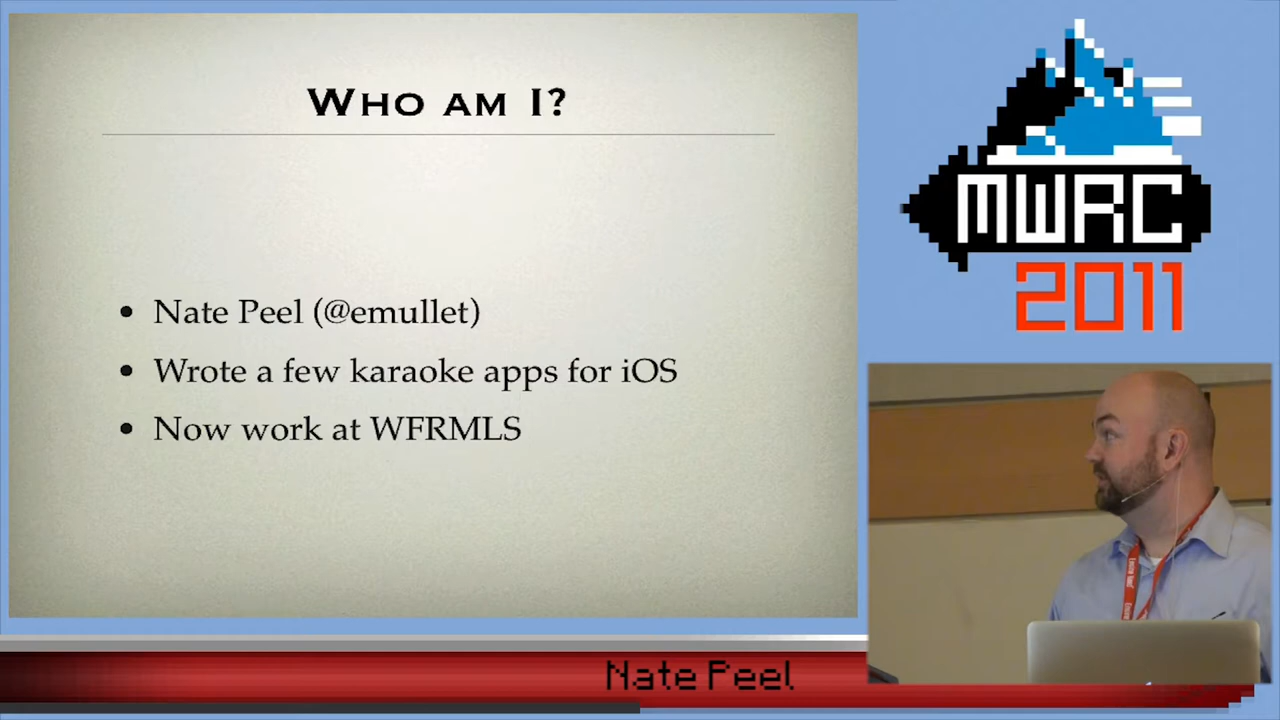 WHO AM I?
• Nate Peel (@emullet)
• Wrote a few karaoke apps for iOS
• Now work at WFRMLS
MWRC
2011
Nate Peel